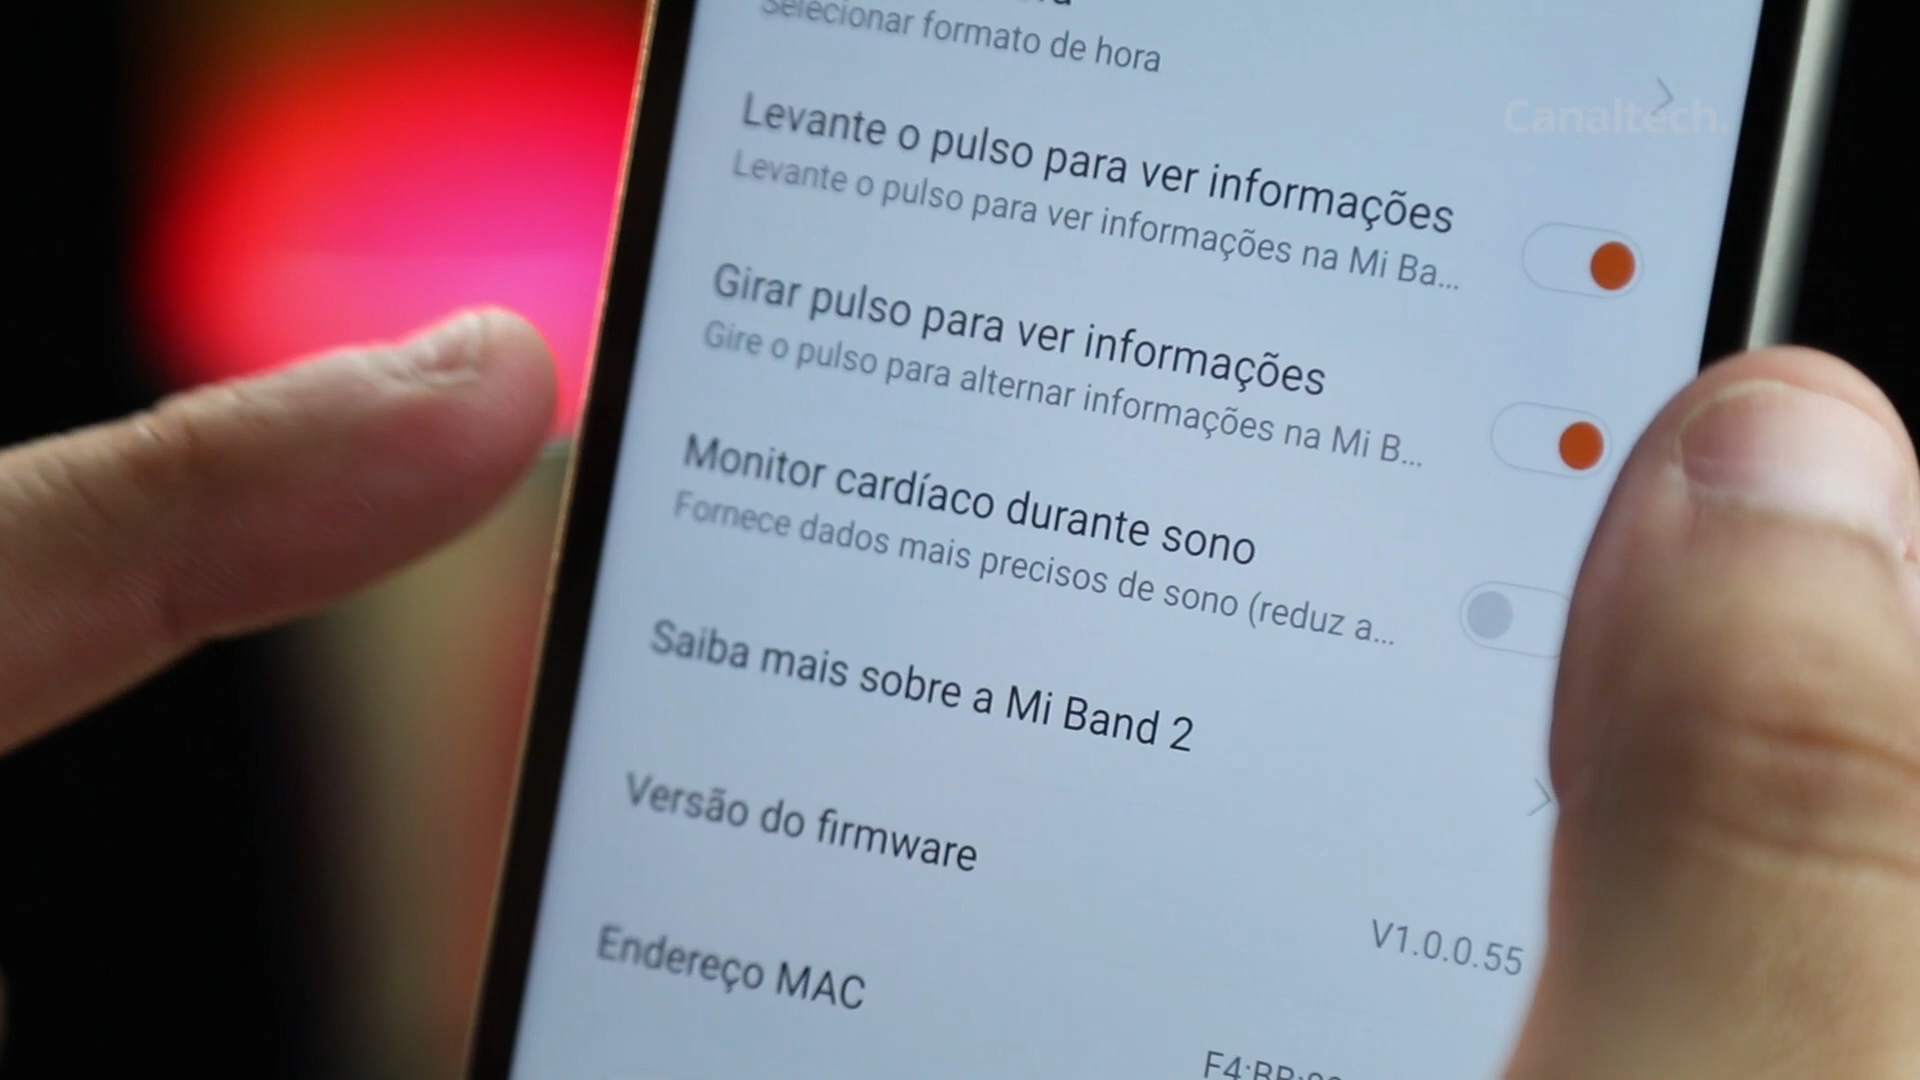 Selecionar formato de hora
Canaltech.
Levante o pulso para ver informações
Levante o pulso para ver informações na Mi Ba...
Girar pulso para ver informações
Gire o pulso para alternar informações na Mi B...
Monitor cardíaco durante sono
Fornece dados mais precisos de sono (reduz a...
Saiba mais sobre a Mi Band 2
Versão do firmware
V1.0.0.55
Endereço MAC